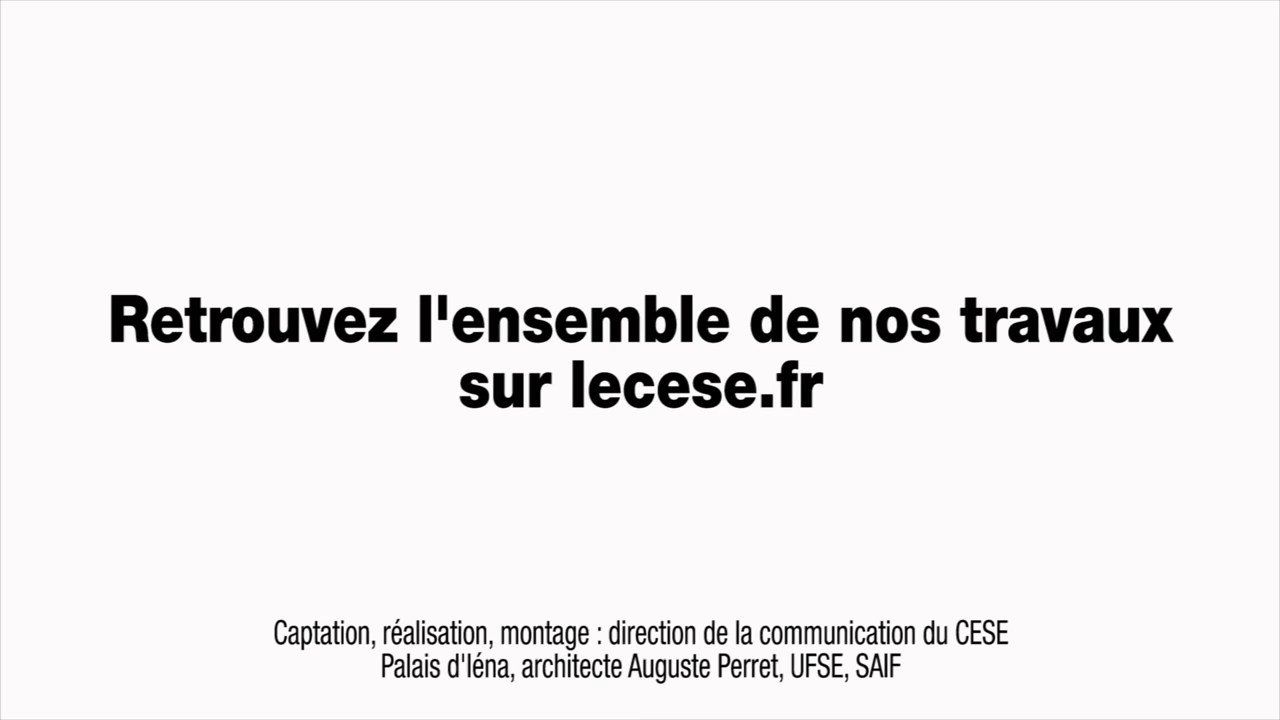 Retrouvez l'ensemble de nos travaux
sur lecese.fr
Captation, réalisation, montage : direction de la communication du CESE
Palais d'Iéna, architecte Auguste Perret, UFSE, SAIF